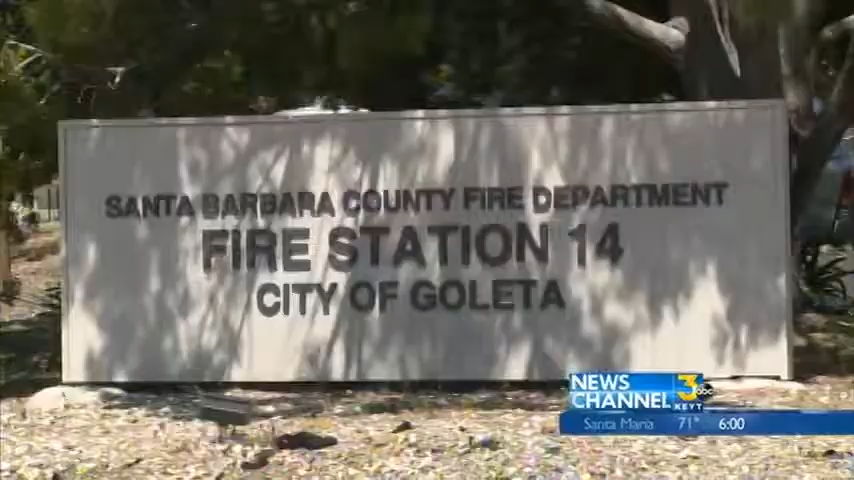 SANTA BARBARA COUNTY FIRE DEPARTMENT
FIRE STATION 14
CITY OF GOLETA
NEWS
CHANNEL 3 abc
KEYT
Santa Maria 71° 6:00